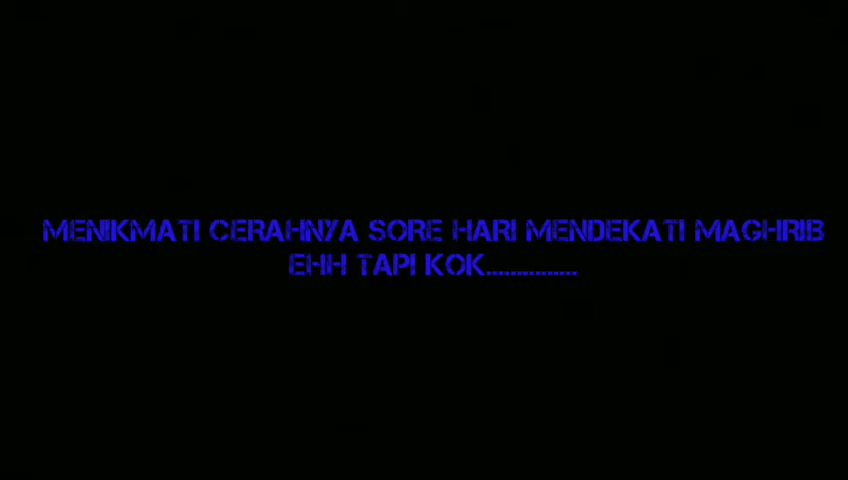 MENIKMATI CERAHNYA SORE HARI MENDEKATI MAGHRIB
EHH TAPI KOK...............